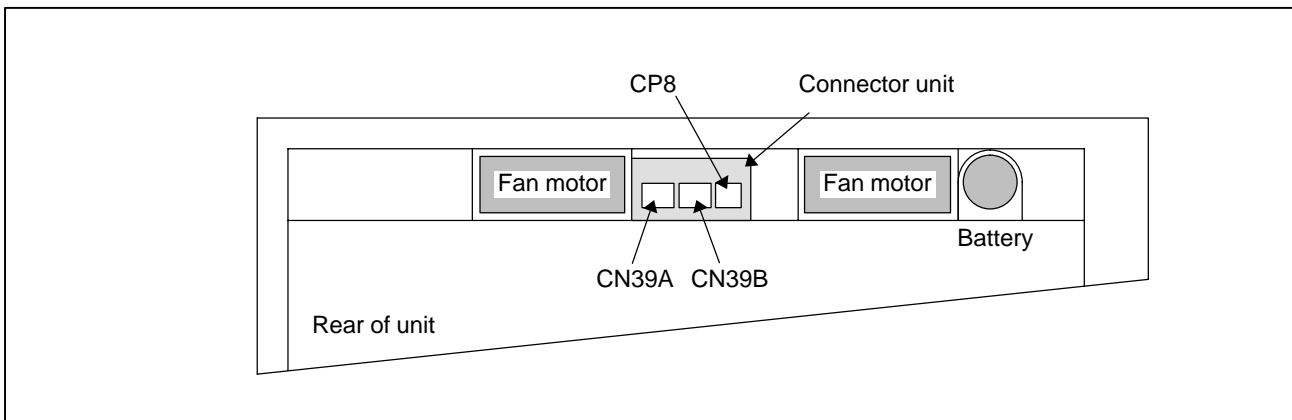 CP8
Connector unit
Fan motor
Fan motor
Battery
CN39A
CN39B
Rear of unit